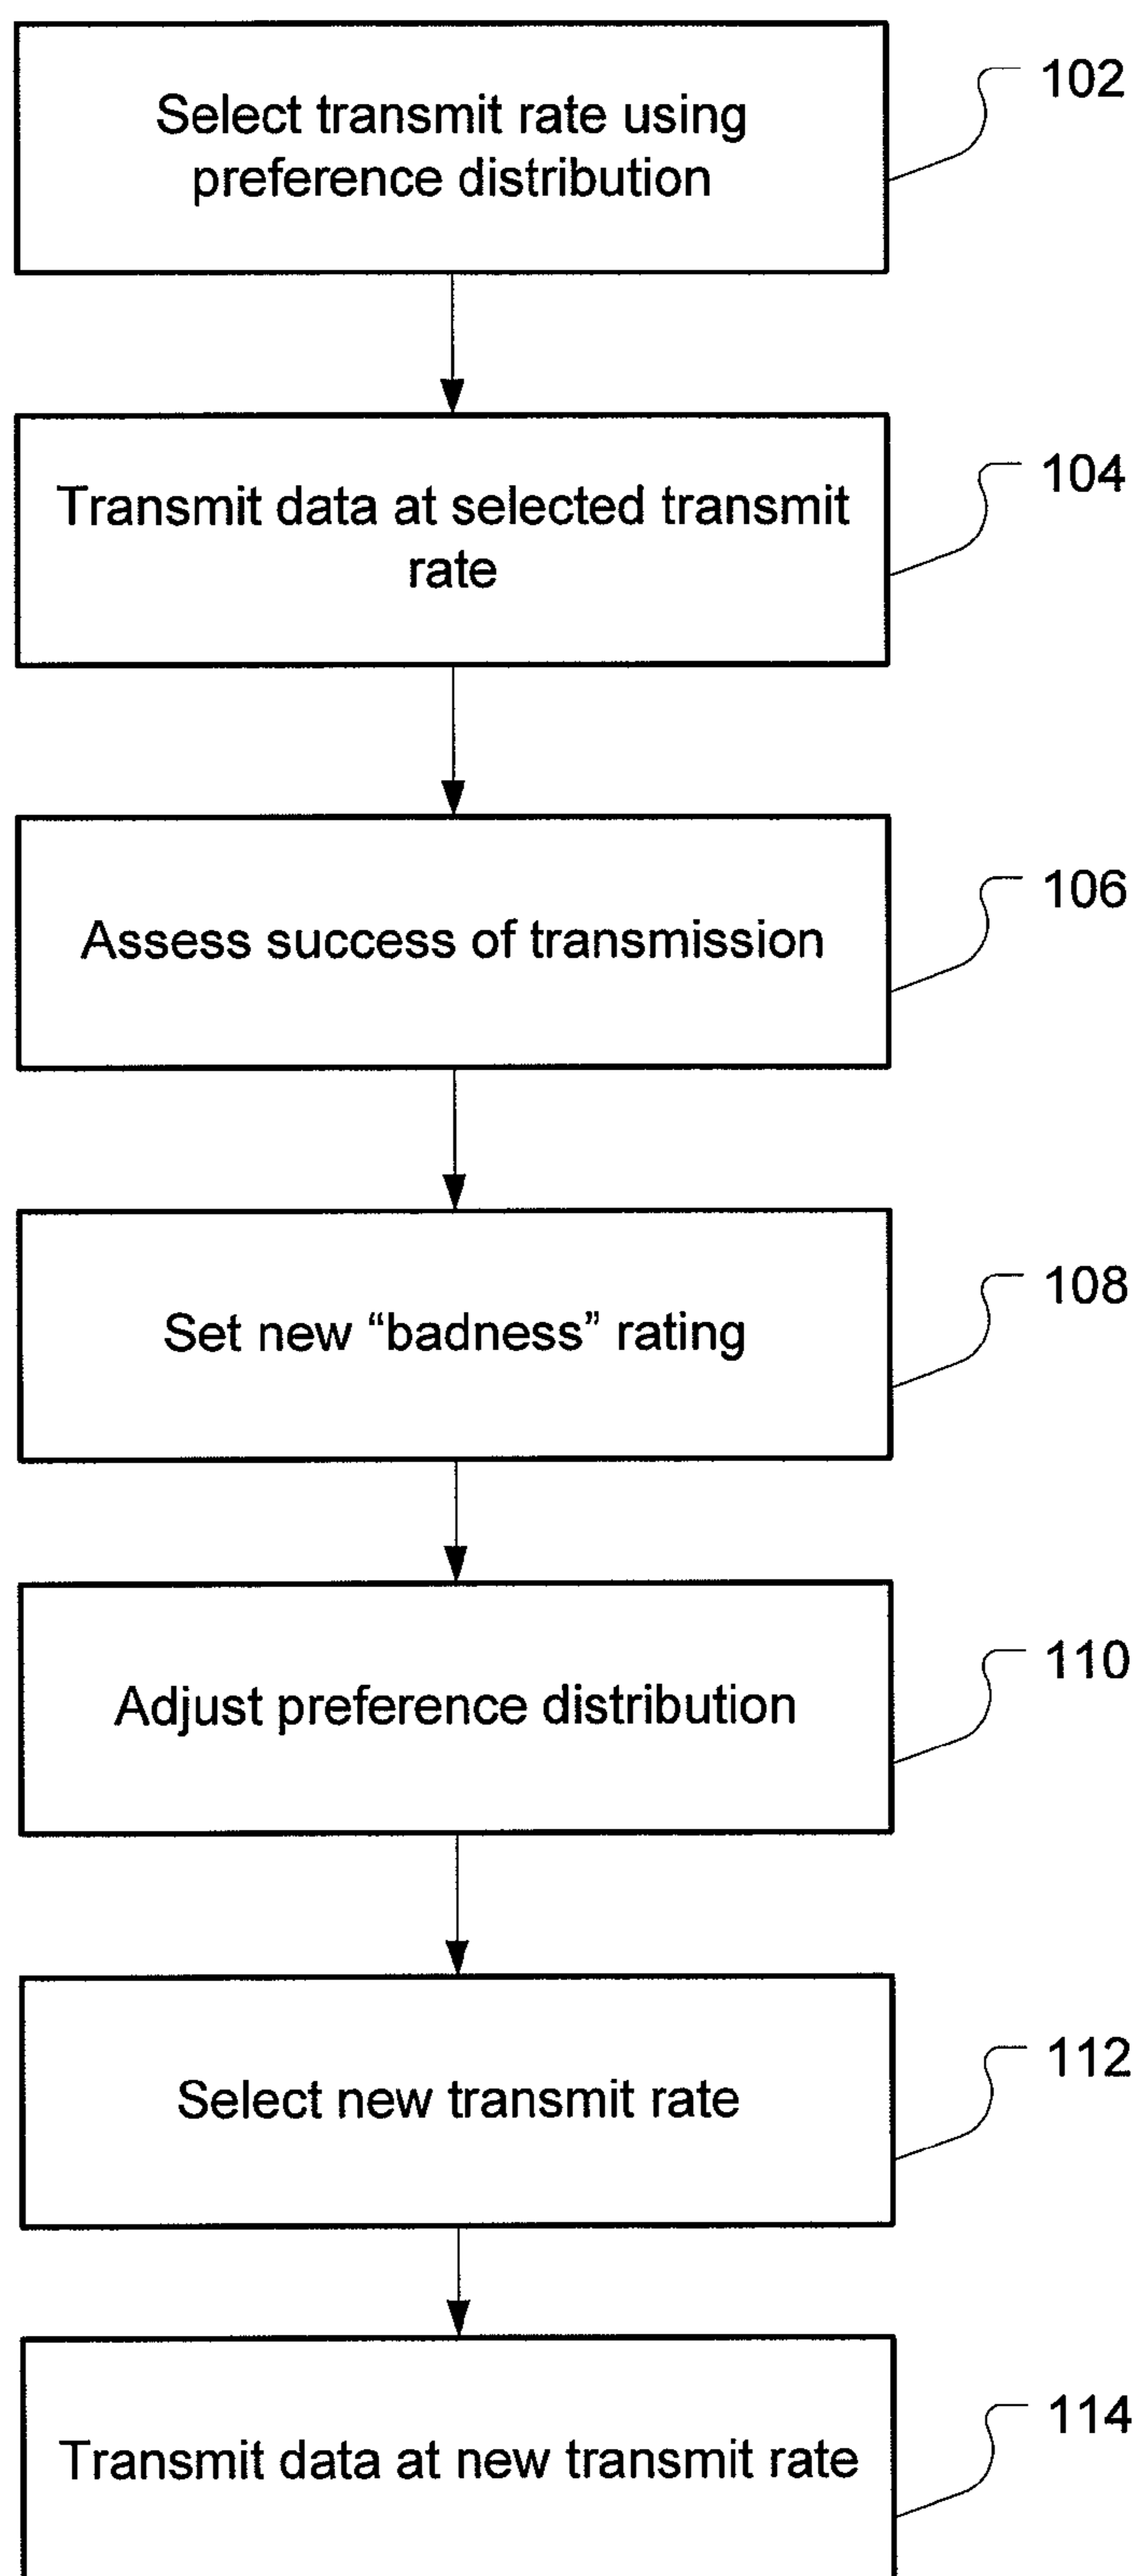 Select transmit rate using
preference distribution
102
Transmit data at selected transmit
rate
104
Assess success of transmission
106
Set new “badness” rating
108
Adjust preference distribution
110
Select new transmit rate
112
Transmit data at new transmit rate
114